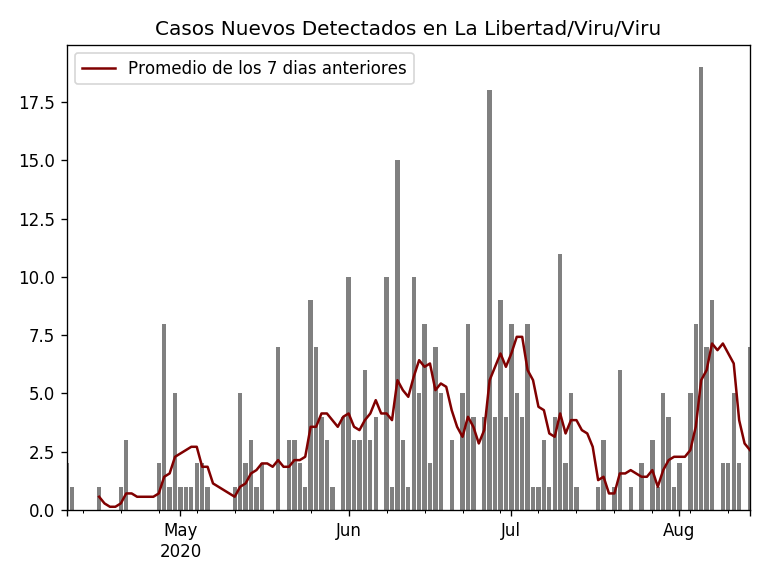 Casos Nuevos Detectados en La Libertad/Viru/Viru
Promedio de los 7 dias anteriores
17.5
15.0
12.5
10.0
7.5
5.0
2.5
0.0
May
2020
Jun
Jul
Aug